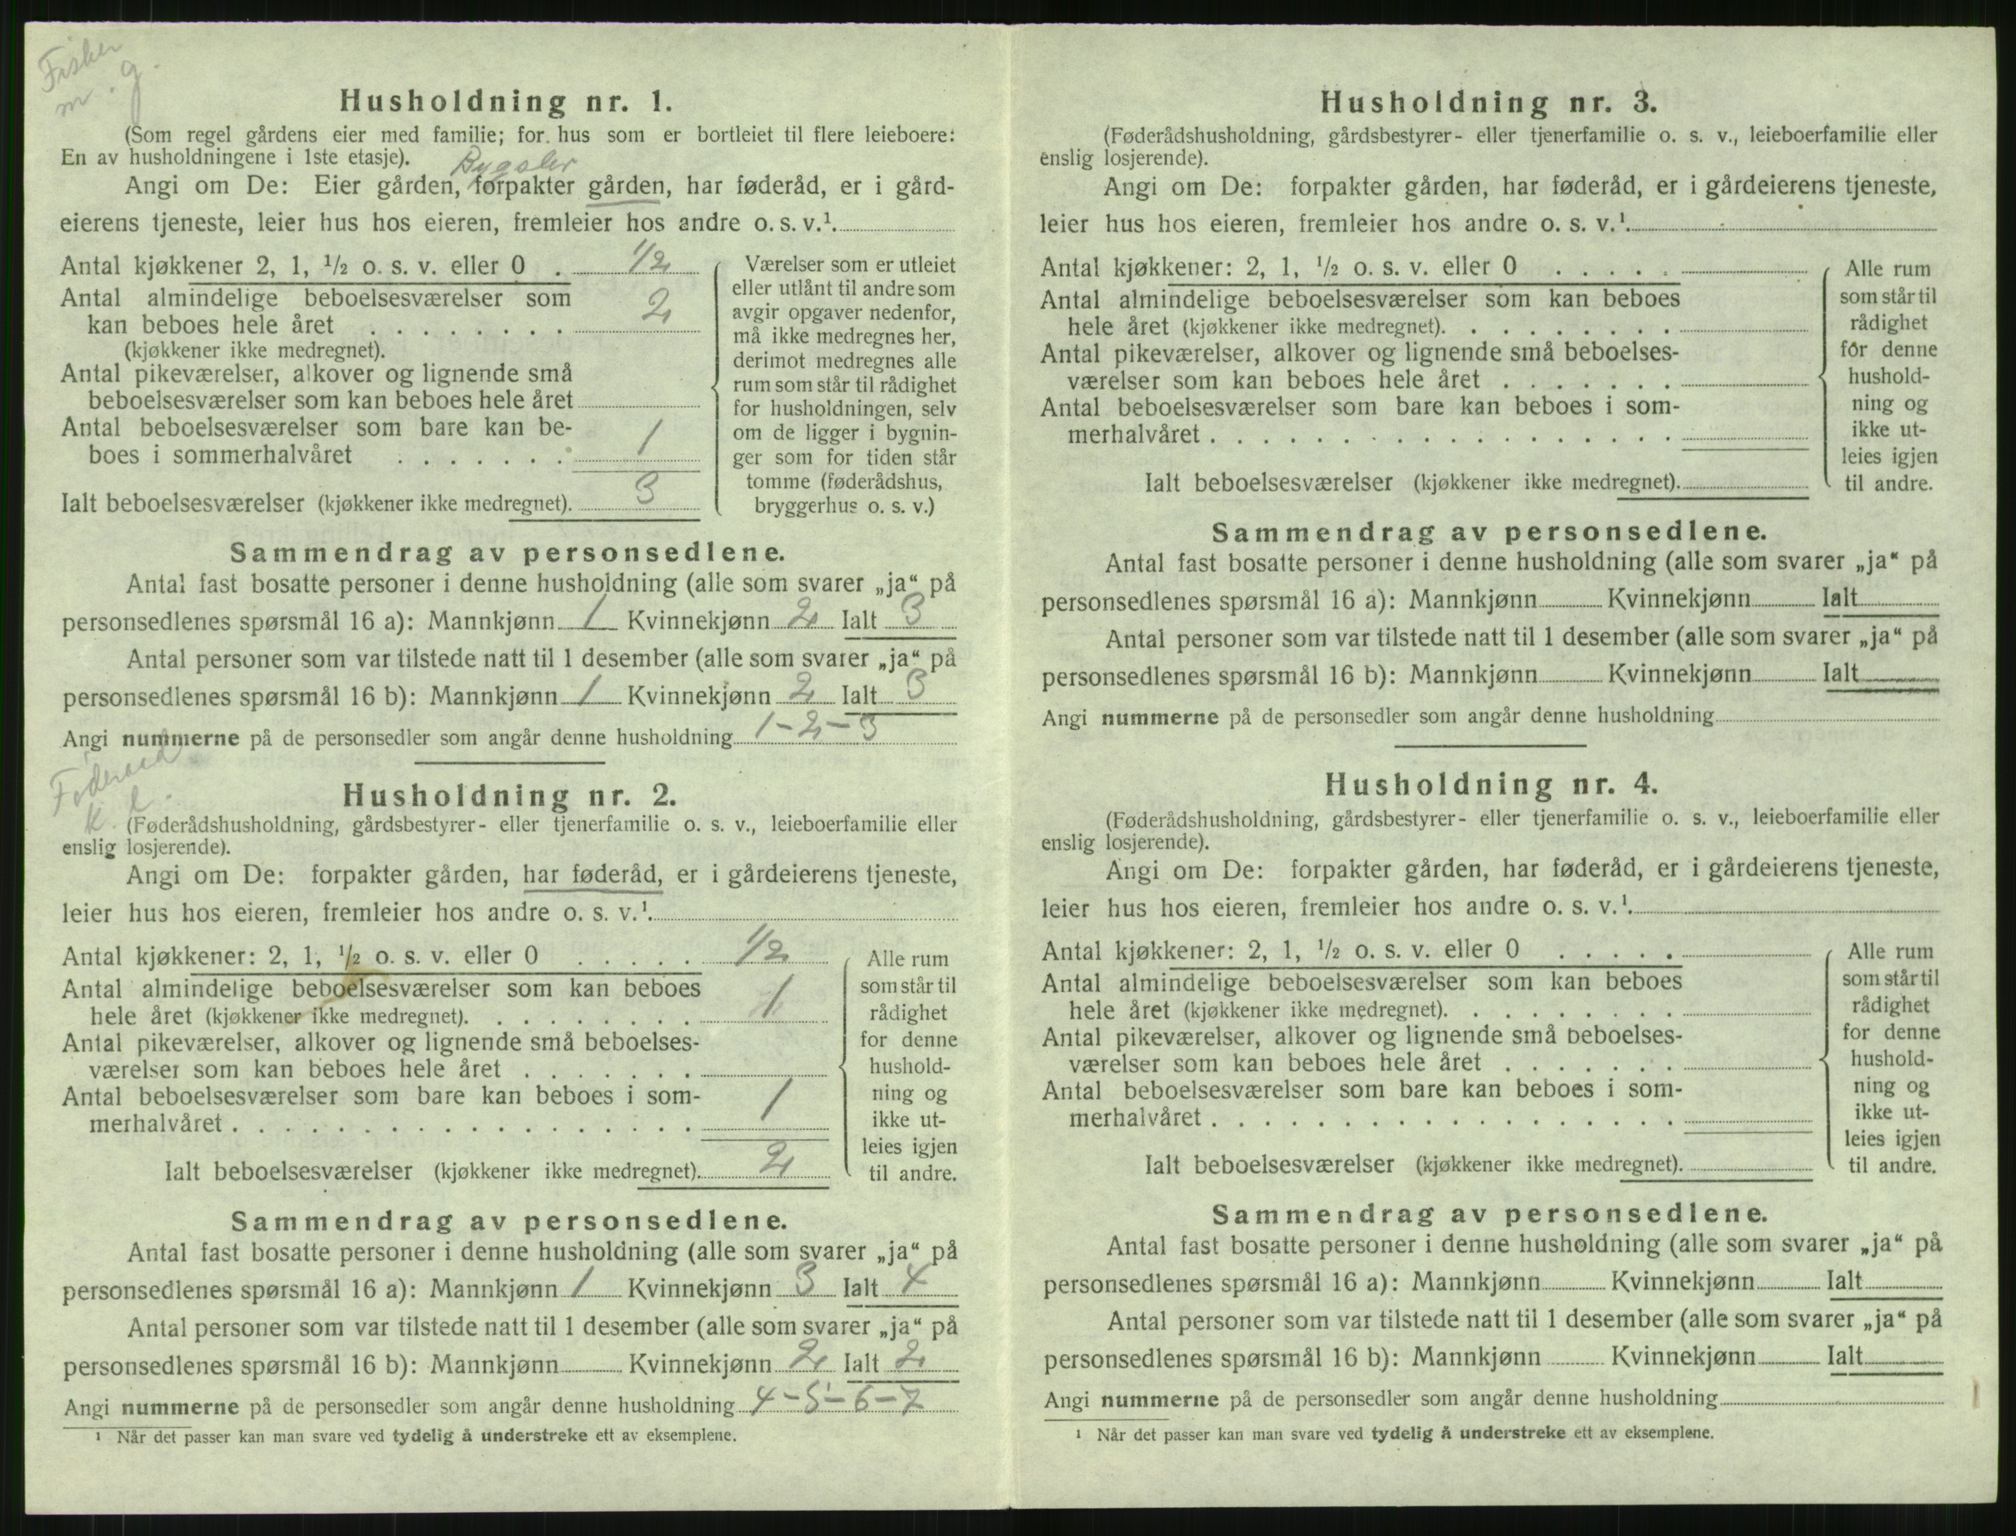 Fisker
m. g.
Husholdning nr. 1.
(Som regel gårdens eier med familie; for hus som er bortleiet til flere leieboere:
En av husholdningene i 1ste etasje).
Bygsler
Angi om De: Eier gården, forpakter gården, har føderåd, er i gård-
eierens tjeneste, leier hus hos eieren, fremleier hos andre o. s. v.¹.
Antal kjøkkener 2, 1, ½ o. s. v. eller 0 . 1/2
Antal almindelige beboelsesværelser som
kan beboes hele året . . . . . . . . 2
(kjøkkener ikke medregnet).
Antal pikeværelser, alkover og lignende små
beboelsesværelser som kan beboes hele året
Antal beboelsesværelser som bare kan be-
boes i sommerhalvåret . . . . . . . 1
Ialt beboelsesværelser (kjøkkener ikke medregnet). 3
Værelser som er utleiet
eller utlånt til andre som
avgir opgaver nedenfor,
må ikke medregnes her,
derimot medregnes alle
rum som står til rådighet
for husholdningen, selv
om de ligger i bygnin-
ger som for tiden står
tomme (føderådshus,
bryggerhus o. s. v.)
Sammendrag av personsedlene.
Antal fast bosatte personer i denne husholdning (alle som svarer „ja“ på
personsedlenes spørsmål 16 a): Mannkjønn 1 Kvinnekjønn 2 Ialt 3
Antal personer som var tilstede natt til 1 desember (alle som svarer „ja“ på
personsedlenes spørsmål 16 b): Mannkjønn 1 Kvinnekjønn 2 Ialt 3
Angi nummerne på de personsedler som angår denne husholdning 1-2-3
Føderaad
k. l.
Husholdning nr. 2.
(Føderådshusholdning, gårdsbestyrer- eller tjenerfamilie o. s. v., leieboerfamilie eller
enslig losjerende).
Angi om De: forpakter gården, har føderåd, er i gårdeierens tjeneste,
leier hus hos eieren, fremleier hos andre o. s. v.¹.
Antal kjøkkener: 2, 1, ½ o. s. v. eller 0 . . . . . 1/2
Antal almindelige beboelsesværelser som kan beboes
hele året (kjøkkener ikke medregnet). . . . . . . . . 1
Antal pikeværelser, alkover og lignende små beboelses-
værelser som kan beboes hele året . . . . . . .
Antal beboelsesværelser som bare kan beboes i som-
merhalvåret . . . . . . . . . . . . . . . . . . 1
Ialt beboelsesværelser (kjøkkener ikke medregnet). 2
Alle rum
som står til
rådighet
for denne
hushold-
ning og
ikke ut-
leies igjen
til andre.
Sammendrag av personsedlene.
Antal fast bosatte personer i denne husholdning (alle som svarer „ja“ på
personsedlenes spørsmål 16 a): Mannkjønn 1 Kvinnekjønn 3 Ialt 4
Antal personer som var tilstede natt til 1 desember (alle som svarer „ja“ på
personsedlenes spørsmål 16 b): Mannkjønn Kvinnekjønn 2 Ialt 2
Angi nummerne på de personsedler som angår denne husholdning 4-5-6-7
¹ Når det passer kan man svare ved tydelig å understreke ett av eksemplene.
Husholdning nr. 3.
(Føderådshusholdning, gårdsbestyrer- eller tjenerfamilie o. s. v., leieboerfamilie eller
enslig losjerende).
Angi om De: forpakter gården, har føderåd, er i gårdeierens tjeneste,
leier hus hos eieren, fremleier hos andre o. s. v.¹.
Antal kjøkkener: 2, 1, ½ o. s. v. eller 0 . . . . .
Antal almindelige beboelsesværelser som kan beboes
hele året (kjøkkener ikke medregnet). . . . . . . . .
Antal pikeværelser, alkover og lignende små beboelses-
værelser som kan beboes hele året . . . . . . .
Antal beboelsesværelser som bare kan beboes i som-
merhalvåret . . . . . . . . . . . . . . . . . .
Ialt beboelsesværelser (kjøkkener ikke medregnet).
Alle rum
som står til
rådighet
for denne
hushold-
ning og
ikke ut-
leies igjen
til andre.
Sammendrag av personsedlene.
Antal fast bosatte personer i denne husholdning (alle som svarer „ja“ på
personsedlenes spørsmål 16 a): Mannkjønn Kvinnekjønn Ialt
Antal personer som var tilstede natt til 1 desember (alle som svarer „ja“ på
personsedlenes spørsmål 16 b): Mannkjønn Kvinnekjønn Ialt
Angi nummerne på de personsedler som angår denne husholdning
Husholdning nr. 4.
(Føderådshusholdning, gårdsbestyrer- eller tjenerfamilie o. s. v., leieboerfamilie eller
enslig losjerende).
Angi om De: forpakter gården, har føderåd, er i gårdeierens tjeneste,
leier hus hos eieren, fremleier hos andre o. s. v.¹.
Antal kjøkkener: 2, 1, ½ o. s. v. eller 0 . . . . .
Antal almindelige beboelsesværelser som kan beboes
hele året (kjøkkener ikke medregnet). . . . . . . . .
Antal pikeværelser, alkover og lignende små beboelses-
værelser som kan beboes hele året . . . . . . .
Antal beboelsesværelser som bare kan beboes i som-
merhalvåret . . . . . . . . . . . . . . . . . .
Ialt beboelsesværelser (kjøkkener ikke medregnet).
Alle rum
som står til
rådighet
for denne
hushold-
ning og
ikke ut-
leies igjen
til andre.
Sammendrag av personsedlene.
Antal fast bosatte personer i denne husholdning (alle som svarer „ja“ på
personsedlenes spørsmål 16 a): Mannkjønn Kvinnekjønn Ialt
Antal personer som var tilstede natt til 1 desember (alle som svarer „ja“ på
personsedlenes spørsmål 16 b): Mannkjønn Kvinnekjønn Ialt
Angi nummerne på de personsedler som angår denne husholdning
¹ Når det passer kan man svare ved tydelig å understreke ett av eksemplene.